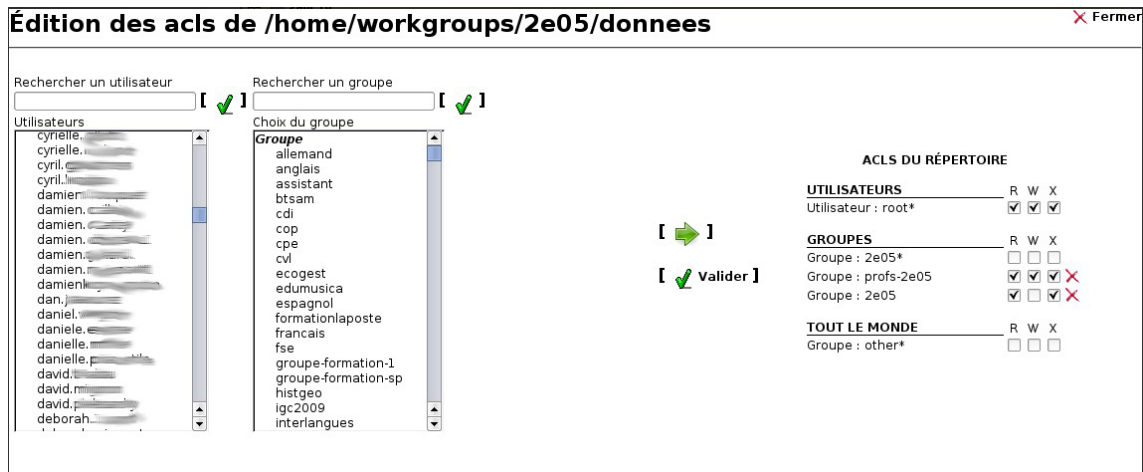 Édition des acls de /home/workgroups/2e05/donnees
Fermer
Rechercher un utilisateur
[ ]
Utilisateurs
cyrielle.
cyrielle.
cyril.
cyril.
damien
damien.
damien.
damien.
damien.
damien.
damien
dan.
daniel.
daniele.
danielle.
danielle.
david.
david.
david.
deborah.
Rechercher un groupe
[ ]
Choix du groupe
Groupe
allemand
anglais
assistant
btsam
cdi
cop
cpe
cvl
ecogest
edumusica
espagnol
formationlaposte
francais
fse
groupe-formation-1
groupe-formation-sp
histgeo
igc2009
interlangues
[ ]
[ Valider ]
ACLS DU RÉPERTOIRE
UTILISATEURS R W X
Utilisateur : root*
GROUPES R W X
Groupe : 2e05*
Groupe : profs-2e05
Groupe : 2e05
TOUT LE MONDE R W X
Groupe : other*